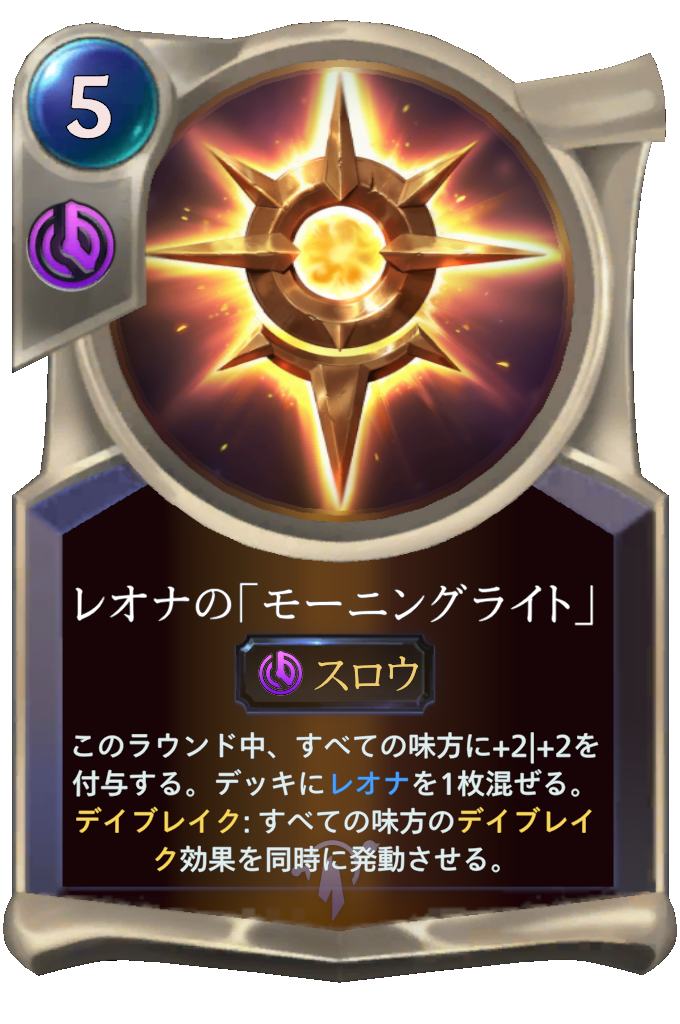 5
レオナの「モーニングライト」
スロウ
このラウンド中、すべての味方に+2|+2を
付与する。デッキにレオナを1枚混ぜる。
デイブレイク: すべての味方のデイブレイ
ク効果を同時に発動させる。